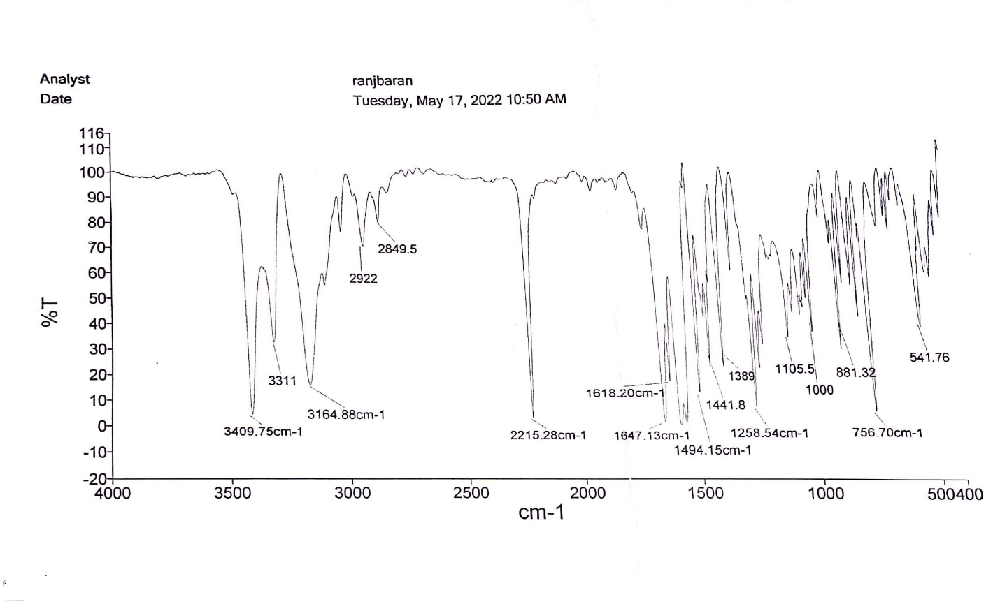 Analyst ranjbaran
Date Tuesday, May 17, 2022 10:50 AM
116
110
100
90
80
70
60
50
40
30
20
10
0
-10
-20
%T
4000 3500 3000 2500 2000 1500 1000 500400
cm-1
3409.75cm-1
3311
3164.88cm-1
2922
2849.5
2215.28cm-1
1618.20cm-1
1647.13cm-1
1494.15cm-1
1441.8
1389
1258.54cm-1
1105.5
1000
881.32
756.70cm-1
541.76